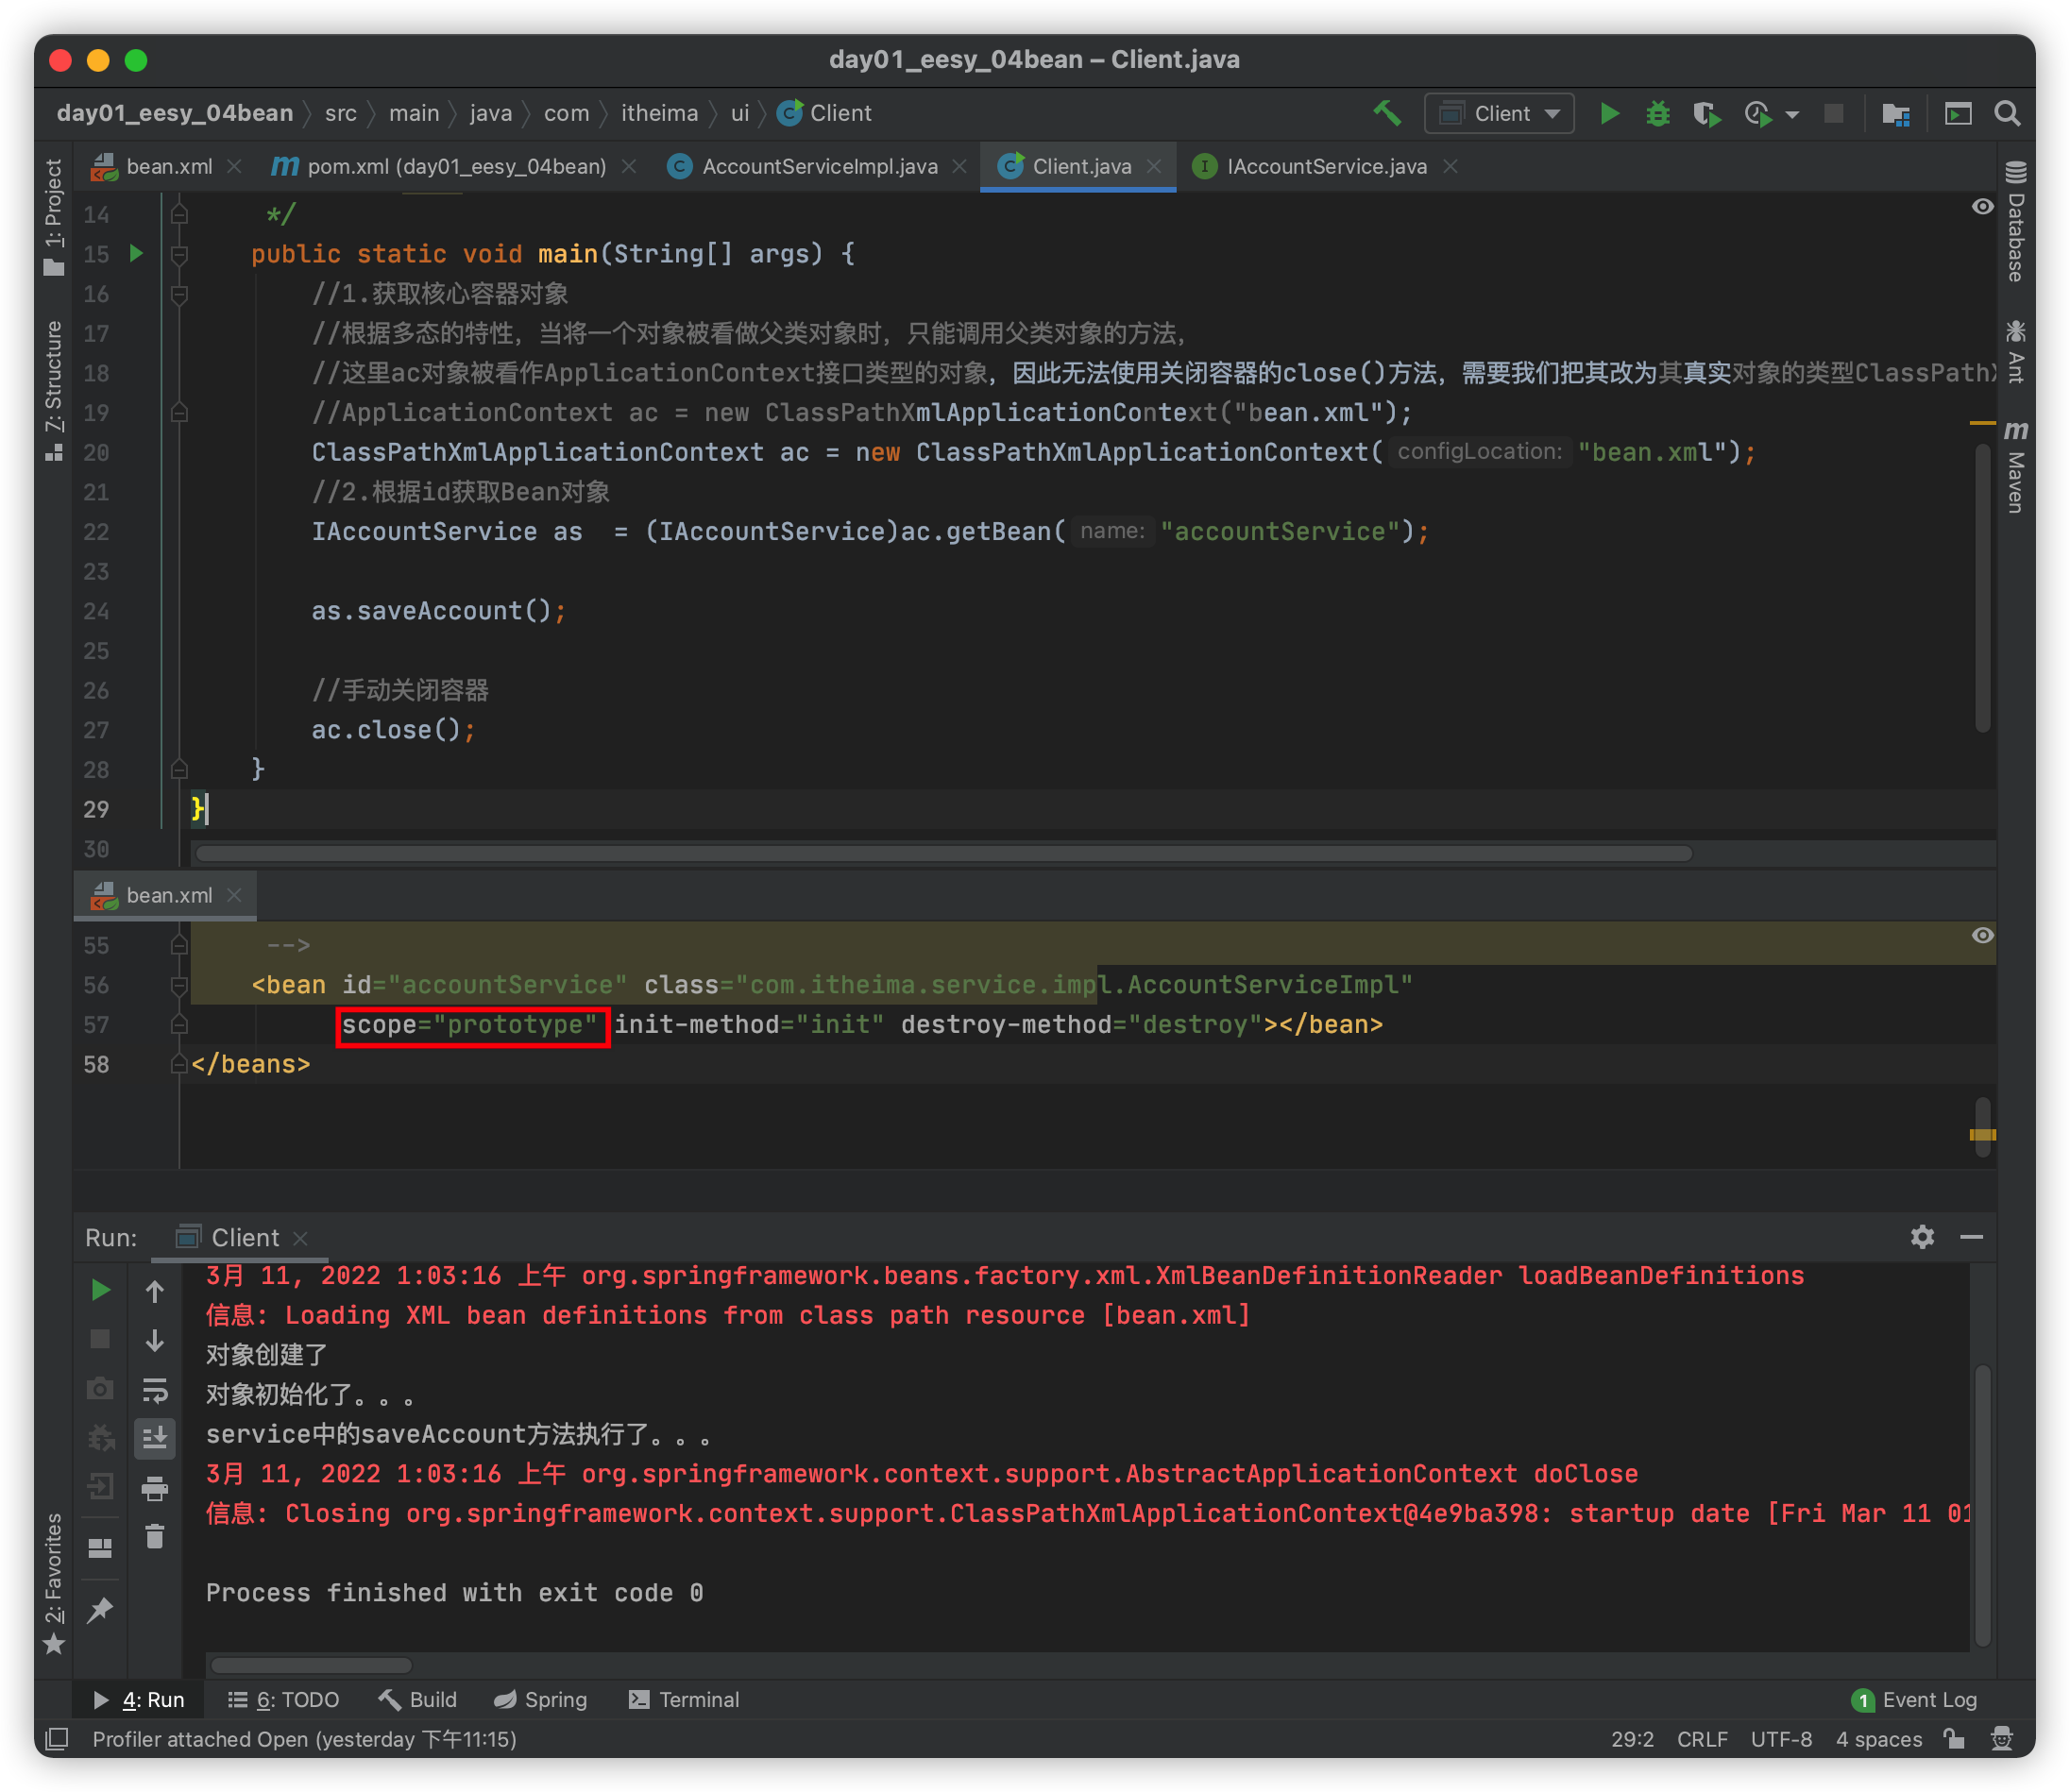 day01_eesy_04bean – Client.java
day01_eesy_04bean src main java com itheima ui Client
Client
bean.xml pom.xml (day01_eesy_04bean) AccountServiceImpl.java Client.java IAccountService.java
1: Project
7: Structure
2: Favorites
Database
Ant
Maven
14 */
15 public static void main(String[] args) {
16 //1.获取核心容器对象
17 //根据多态的特性，当将一个对象被看做父类对象时，只能调用父类对象的方法，
18 //这里ac对象被看作ApplicationContext接口类型的对象，因此无法使用关闭容器的close()方法，需要我们把其改为其真实对象的类型ClassPathX
19 //ApplicationContext ac = new ClassPathXmlApplicationContext("bean.xml");
20 ClassPathXmlApplicationContext ac = new ClassPathXmlApplicationContext( configLocation: "bean.xml");
21 //2.根据id获取Bean对象
22 IAccountService as  = (IAccountService)ac.getBean( name: "accountService");
23
24 as.saveAccount();
25
26 //手动关闭容器
27 ac.close();
28 }
29 }
30
bean.xml
55 -->
56 <bean id="accountService" class="com.itheima.service.impl.AccountServiceImpl"
57 scope="prototype" init-method="init" destroy-method="destroy"></bean>
58 </beans>
Run: Client
3月 11, 2022 1:03:16 上午 org.springframework.beans.factory.xml.XmlBeanDefinitionReader loadBeanDefinitions
信息: Loading XML bean definitions from class path resource [bean.xml]
对象创建了
对象初始化了。。。
service中的saveAccount方法执行了。。。
3月 11, 2022 1:03:16 上午 org.springframework.context.support.AbstractApplicationContext doClose
信息: Closing org.springframework.context.support.ClassPathXmlApplicationContext@4e9ba398: startup date [Fri Mar 11 01
Process finished with exit code 0
4: Run 6: TODO Build Spring Terminal 1 Event Log
Profiler attached Open (yesterday 下午11:15) 29:2 CRLF UTF-8 4 spaces